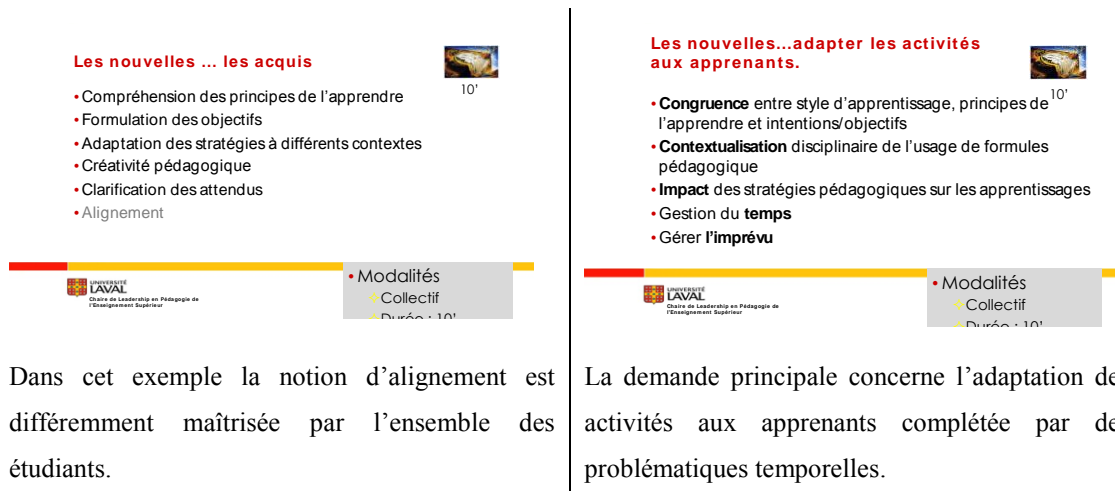 Les nouvelles ... les acquis
10'
• Compréhension des principes de l'apprendre
• Formulation des objectifs
• Adaptation des stratégies à différents contextes
• Créativité pédagogique
• Clarification des attendus
• Alignement
UNIVERSITÉ
LAVAL
Chaire de Leadership en Pédagogie de
l'Enseignement Supérieur
• Modalités
Collectif
Durée : 10'
Dans cet exemple la notion d'alignement est
différemment maîtrisée par l'ensemble des
étudiants.
Les nouvelles...adapter les activités
aux apprenants.
10'
• Congruence entre style d'apprentissage, principes de
l'apprendre et intentions/objectifs
• Contextualisation disciplinaire de l'usage de formules
pédagogique
• Impact des stratégies pédagogiques sur les apprentissages
• Gestion du temps
• Gérer l'imprévu
UNIVERSITÉ
LAVAL
Chaire de Leadership en Pédagogie de
l'Enseignement Supérieur
• Modalités
Collectif
Durée : 10'
La demande principale concerne l'adaptation de
activités aux apprenants complétée par de
problématiques temporelles.